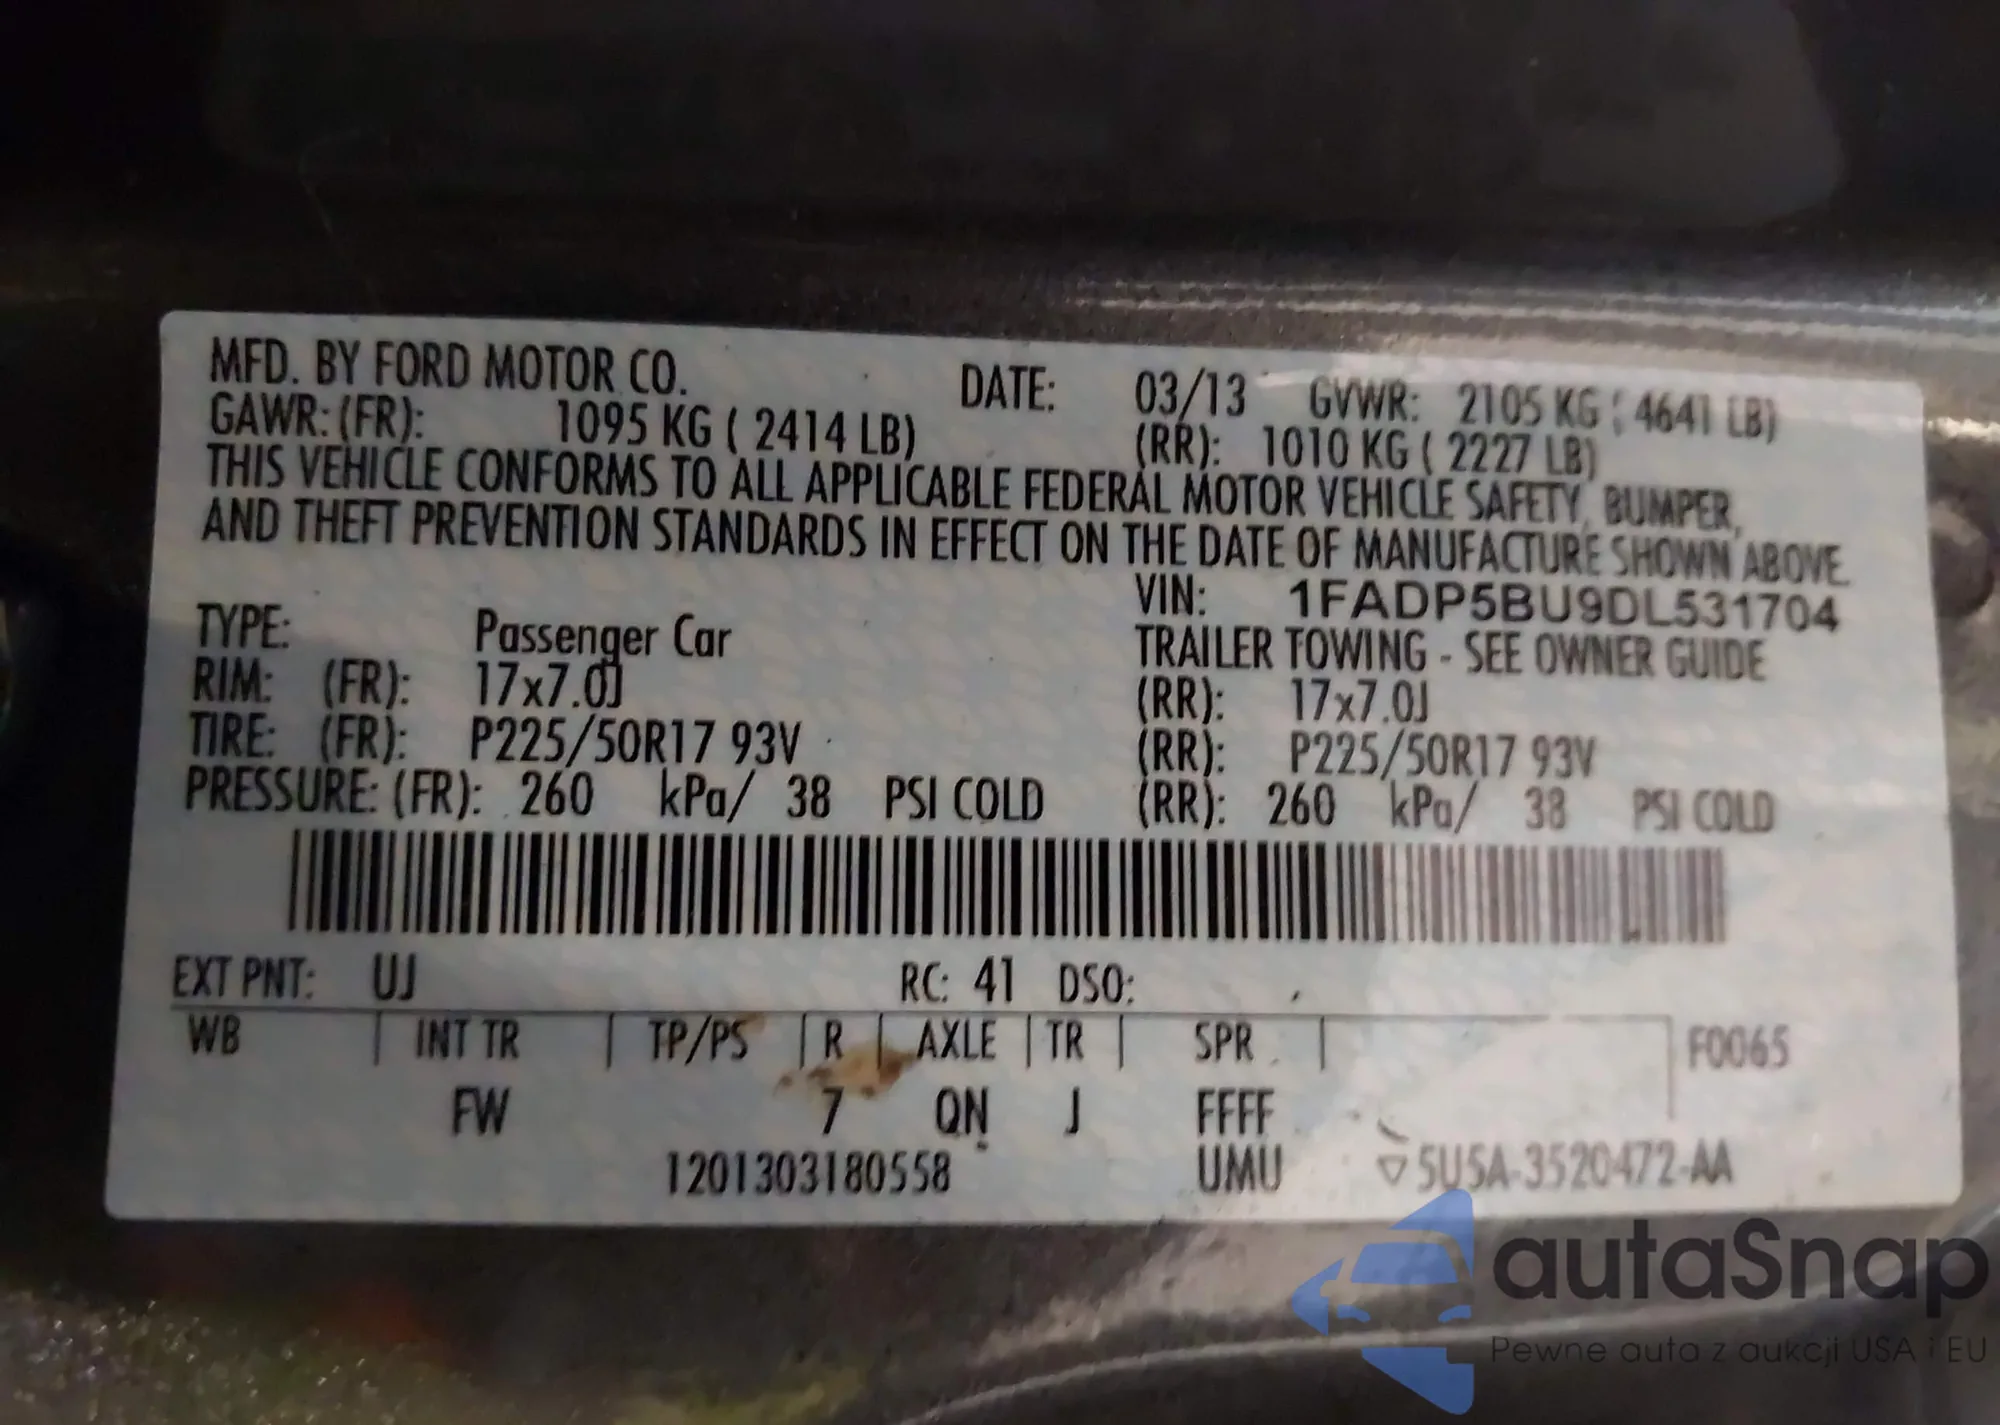 MFD. BY FORD MOTOR CO. DATE: 03/13 GVWR: 2105 KG ( 4641 LB)
GAWR: (FR): 1095 KG ( 2414 LB) (RR): 1010 KG ( 2227 LB)
THIS VEHICLE CONFORMS TO ALL APPLICABLE FEDERAL MOTOR VEHICLE SAFETY, BUMPER,
AND THEFT PREVENTION STANDARDS IN EFFECT ON THE DATE OF MANUFACTURE SHOWN ABOVE.
VIN: 1FADP5BU9DL531704
TYPE: Passenger Car TRAILER TOWING - SEE OWNER GUIDE
RIM: (FR): 17x7.0J (RR): 17x7.0J
TIRE: (FR): P225/50R17 93V (RR): P225/50R17 93V
PRESSURE: (FR): 260 kPa/ 38 PSI COLD (RR): 260 kPa/ 38 PSI COLD
EXT PNT: UJ RC: 41 DSO:
WB | INT TR | TP/PS | R | AXLE | TR | SPR | F0065
FW 7 QN J FFFF
1201303180558 UMU ▽5U5A-3520472-AA
autaSnap
Pewne auta z aukcji USA i EU